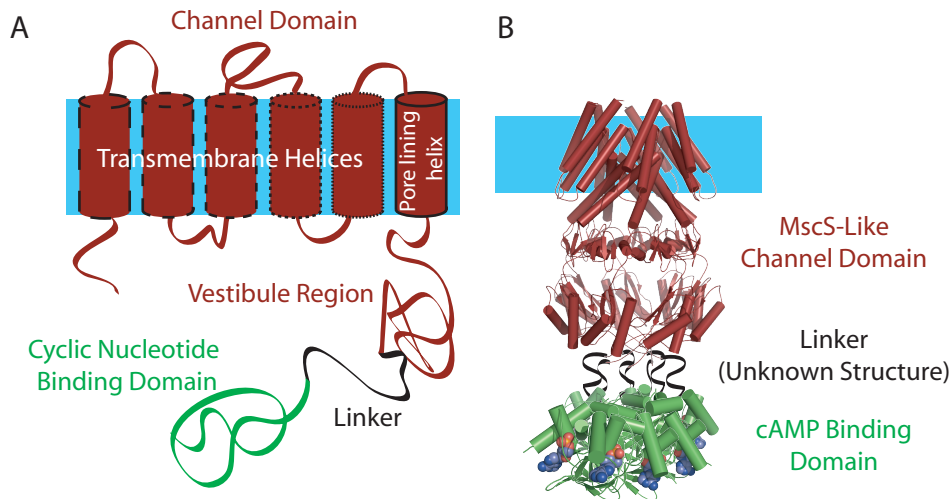 A
Channel Domain
Transmembrane Helices
Pore lining
helix
Vestibule Region
Cyclic Nucleotide
Binding Domain
Linker
B
MscS-Like
Channel Domain
Linker
(Unknown Structure)
cAMP Binding
Domain